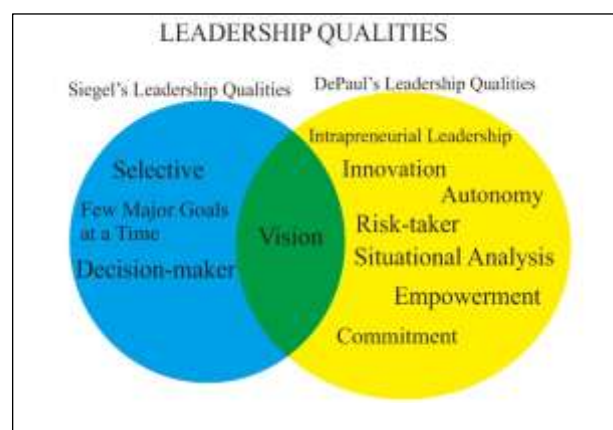 LEADERSHIP QUALITIES
Siegel's Leadership Qualities
DePaul's Leadership Qualities
Selective
Few Major Goals
at a Time
Decision-maker
Vision
Intrapreneurial Leadership
Innovation
Autonomy
Risk-taker
Situational Analysis
Empowerment
Commitment